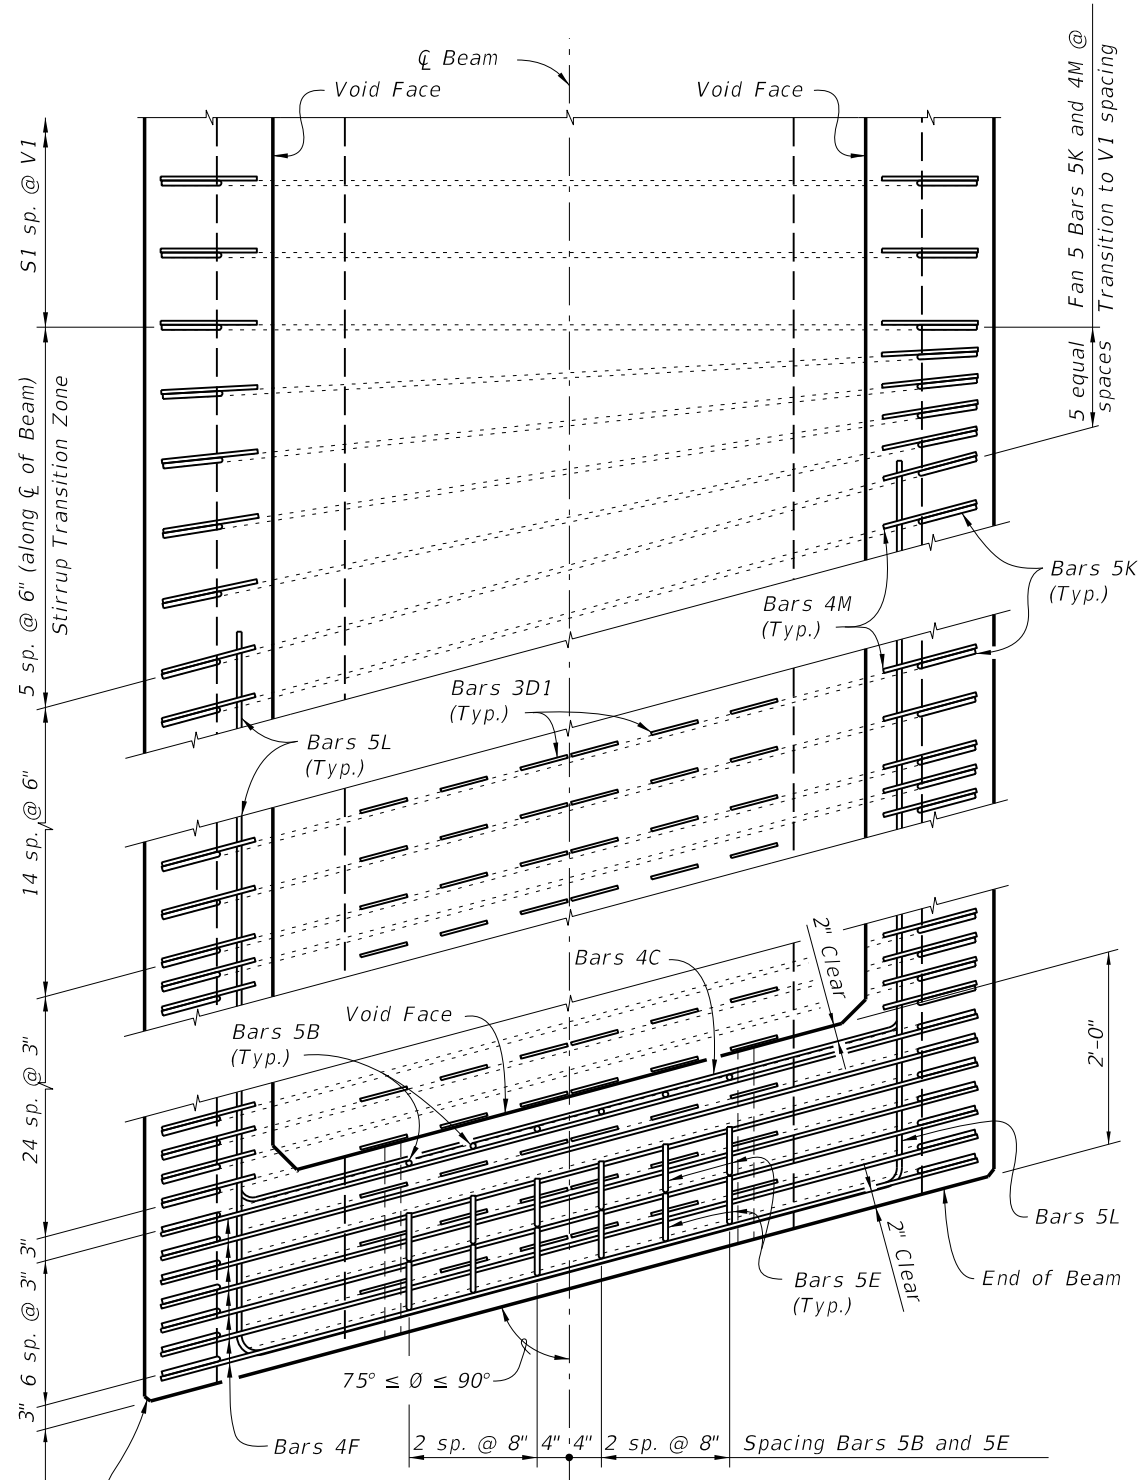 ℄ Beam
Void Face
Void Face
Fan 5 Bars 5K and 4M @
Transition to V1 spacing
5 equal
spaces
S1 sp. @ V1
5 sp. @ 6" (along ℄ of Beam)
Stirrup Transition Zone
Bars 5K
(Typ.)
Bars 4M
(Typ.)
Bars 3D1
(Typ.)
Bars 5L
(Typ.)
14 sp. @ 6"
2" Clear
Bars 4C
Void Face
Bars 5B
(Typ.)
2'-0"
24 sp. @ 3"
Bars 5L
3"
2" Clear
Bars 5E
(Typ.)
End of Beam
6 sp. @ 3"
75° ≤ Ø ≤ 90°
3"
Bars 4F
2 sp. @ 8"
4"
4"
2 sp. @ 8"
Spacing Bars 5B and 5E